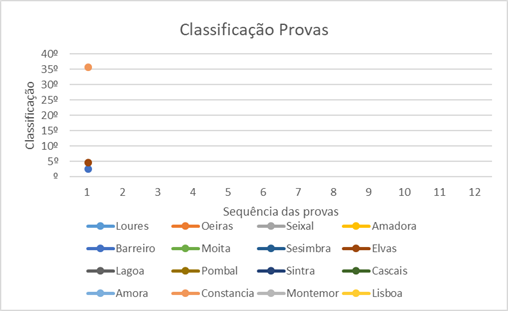 Classificação Provas
40º
35º
30º
25º
20º
15º
10º
5º
º
Classificação
1 2 3 4 5 6 7 8 9 10 11 12
Sequência das provas
Loures Oeiras Seixal Amadora
Barreiro Moita Sesimbra Elvas
Lagoa Pombal Sintra Cascais
Amora Constancia Montemor Lisboa